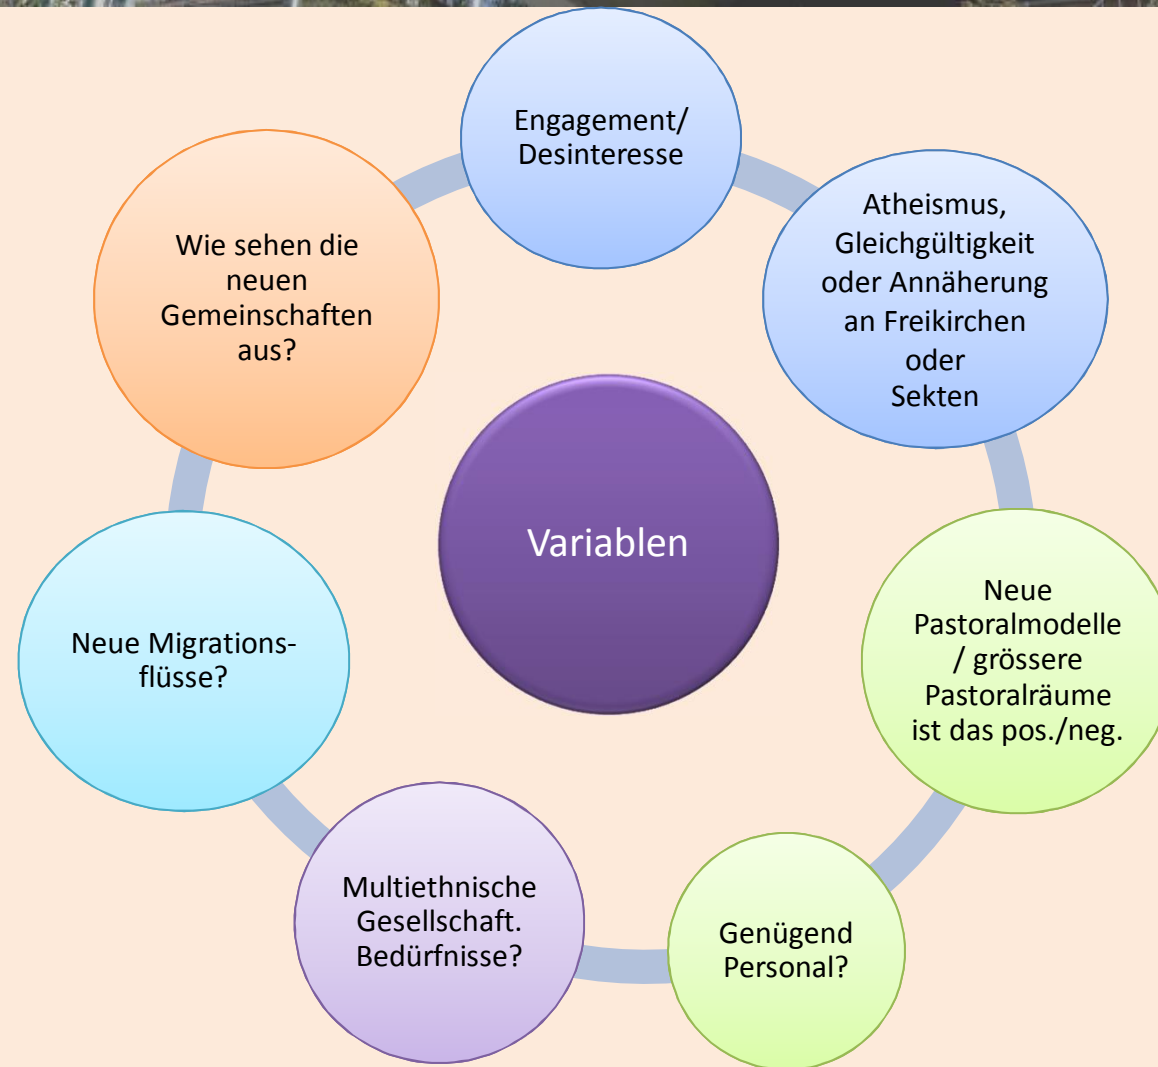 Engagement/
Desinteresse
Atheismus,
Gleichgültigkeit
oder Annäherung
an Freikirchen
oder
Sekten
Neue
Pastoralmodelle
/ grössere
Pastoralräume
ist das pos./neg.
Genügend
Personal?
Multiethnische
Gesellschaft.
Bedürfnisse?
Neue Migrations-
flüsse?
Wie sehen die
neuen
Gemeinschaften
aus?
Variablen